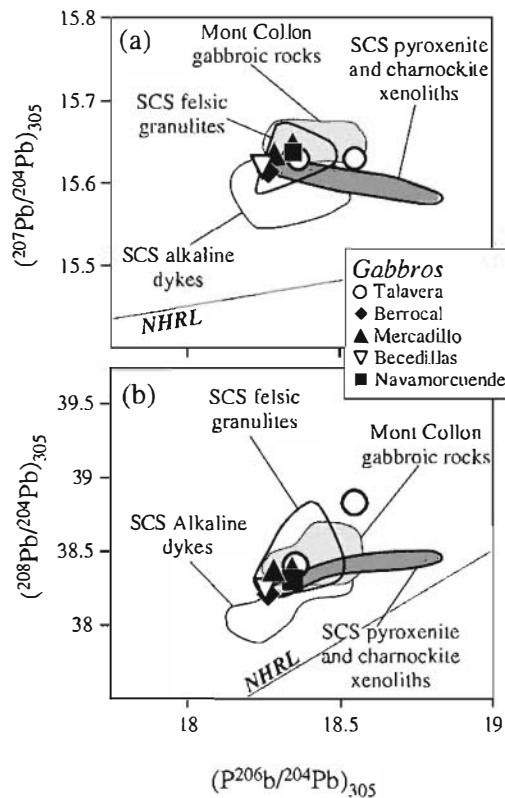 15.8
(a)
Mont Collon
gabbroic rocks
SCS pyroxenite
and charnockite
xenoliths
15.7
SCS felsic
granulites
15.6
(207Pb/204Pb)305
SCS alkaline
dykes
15.5
NHRL
Gabbros
Talavera
Berrocal
Mercadillo
Becedillas
Navamorcuende
(b)
39.5
SCS felsic
granulites
Mont Collon
gabbroic rocks
39
SCS Alkaline
dykes
38.5
(208Pb/204Pb)305
38
SCS pyroxenite
and charnockite
xenoliths
NHRL
18
18.5
19
(P206b/204Pb)305